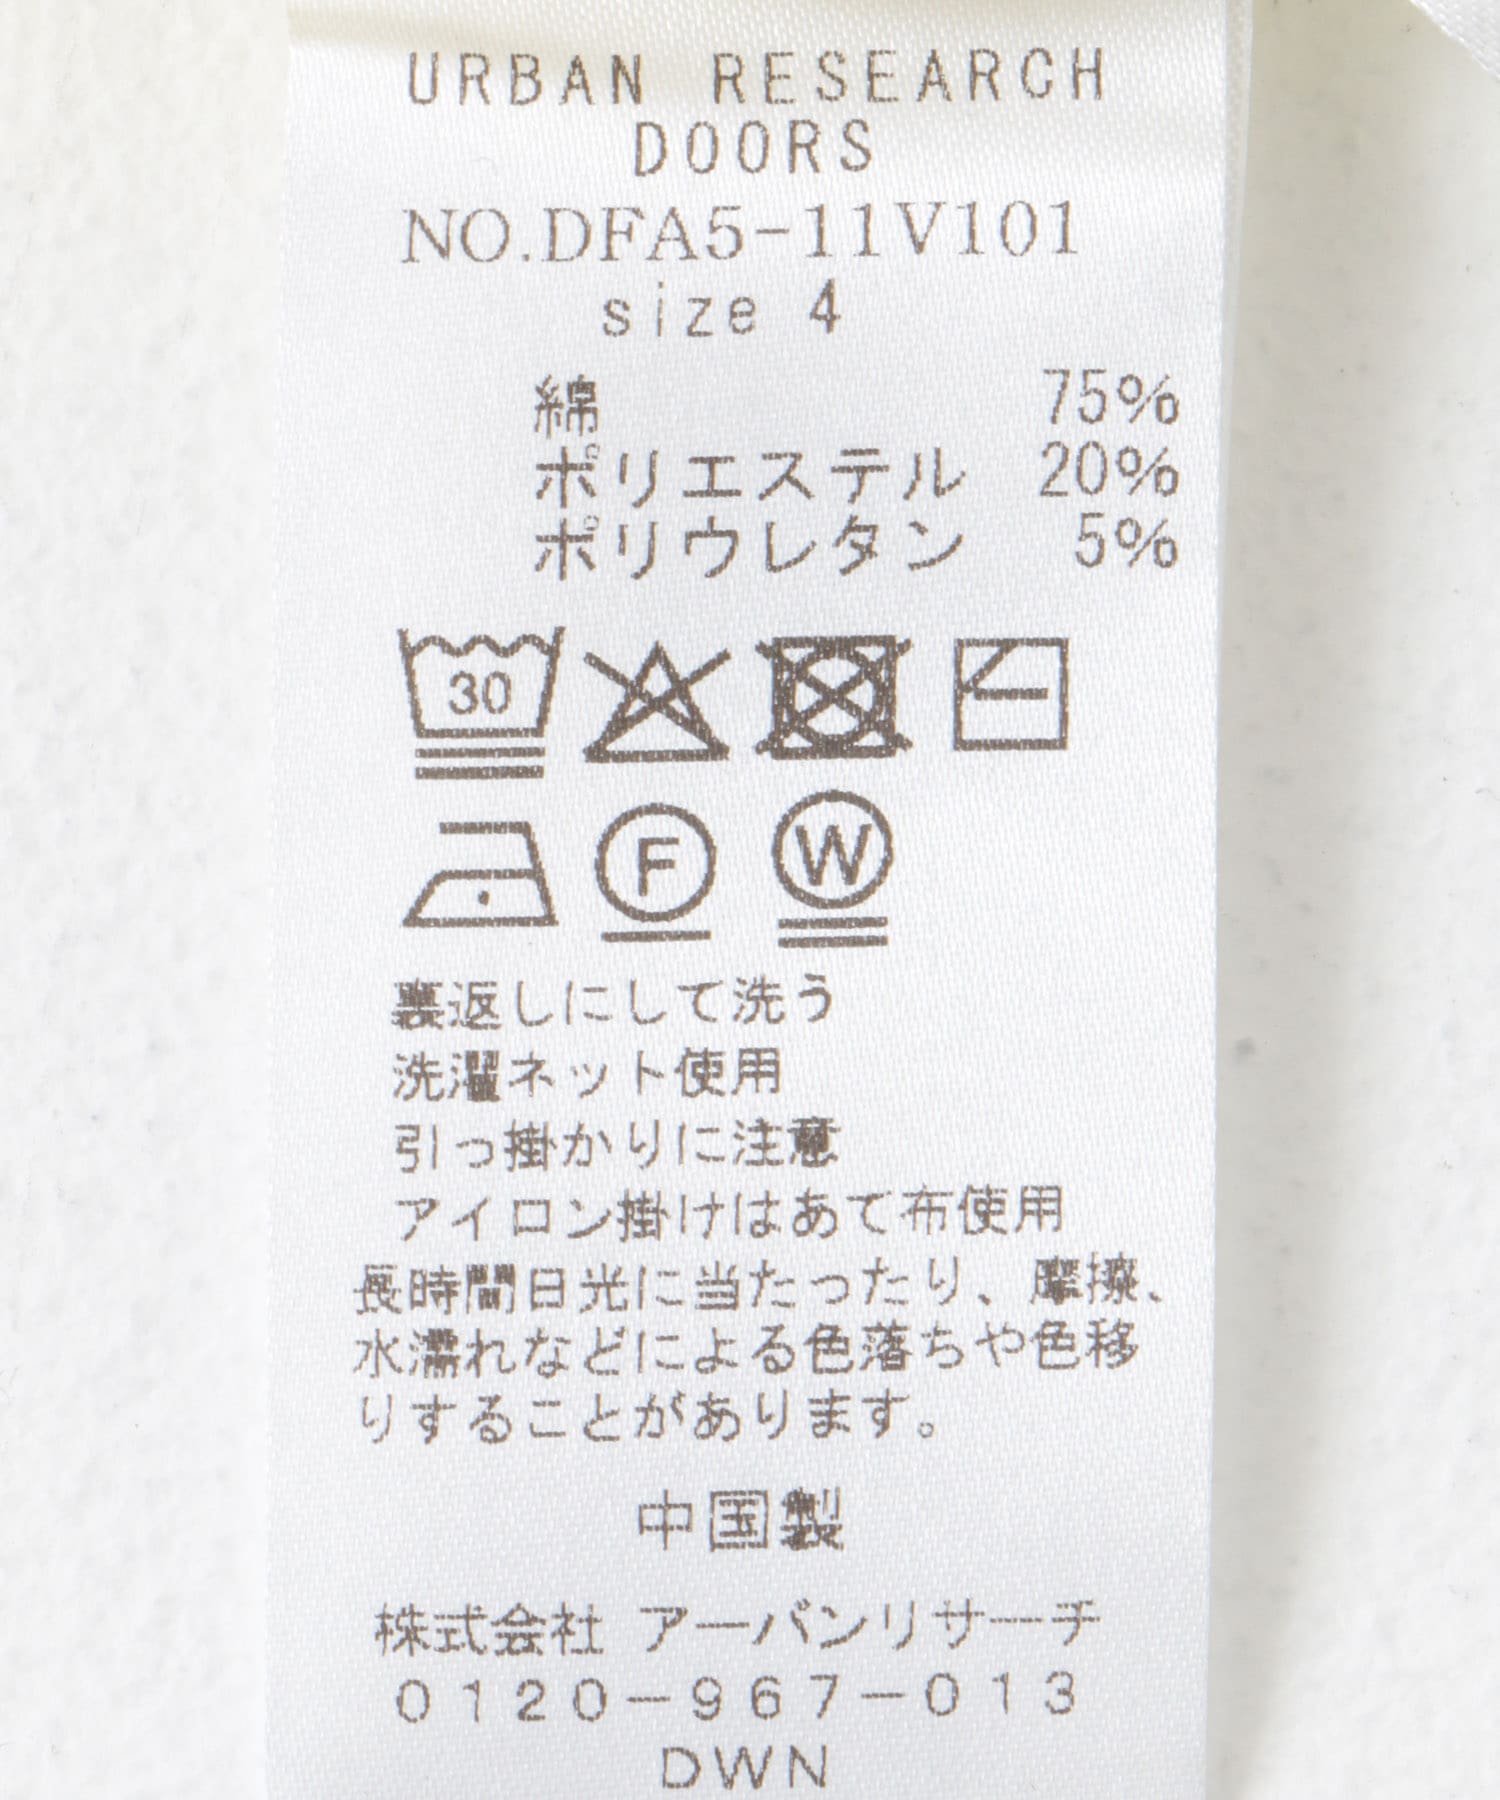 URBAN RESEARCH
DOORS
NO.DFA5-11V101
size 4
綿 75%
ポリエステル 20%
ポリウレタン 5%
30
F
W
裏返しにして洗う
洗濯ネット使用
引っ掛かりに注意
アイロン掛けはあて布使用
長時間日光に当たったり、摩擦、
水濡れなどによる色落ちや色移
りすることがあります。
中国製
株式会社 アーバンリサーチ
0120-967-013
DWN